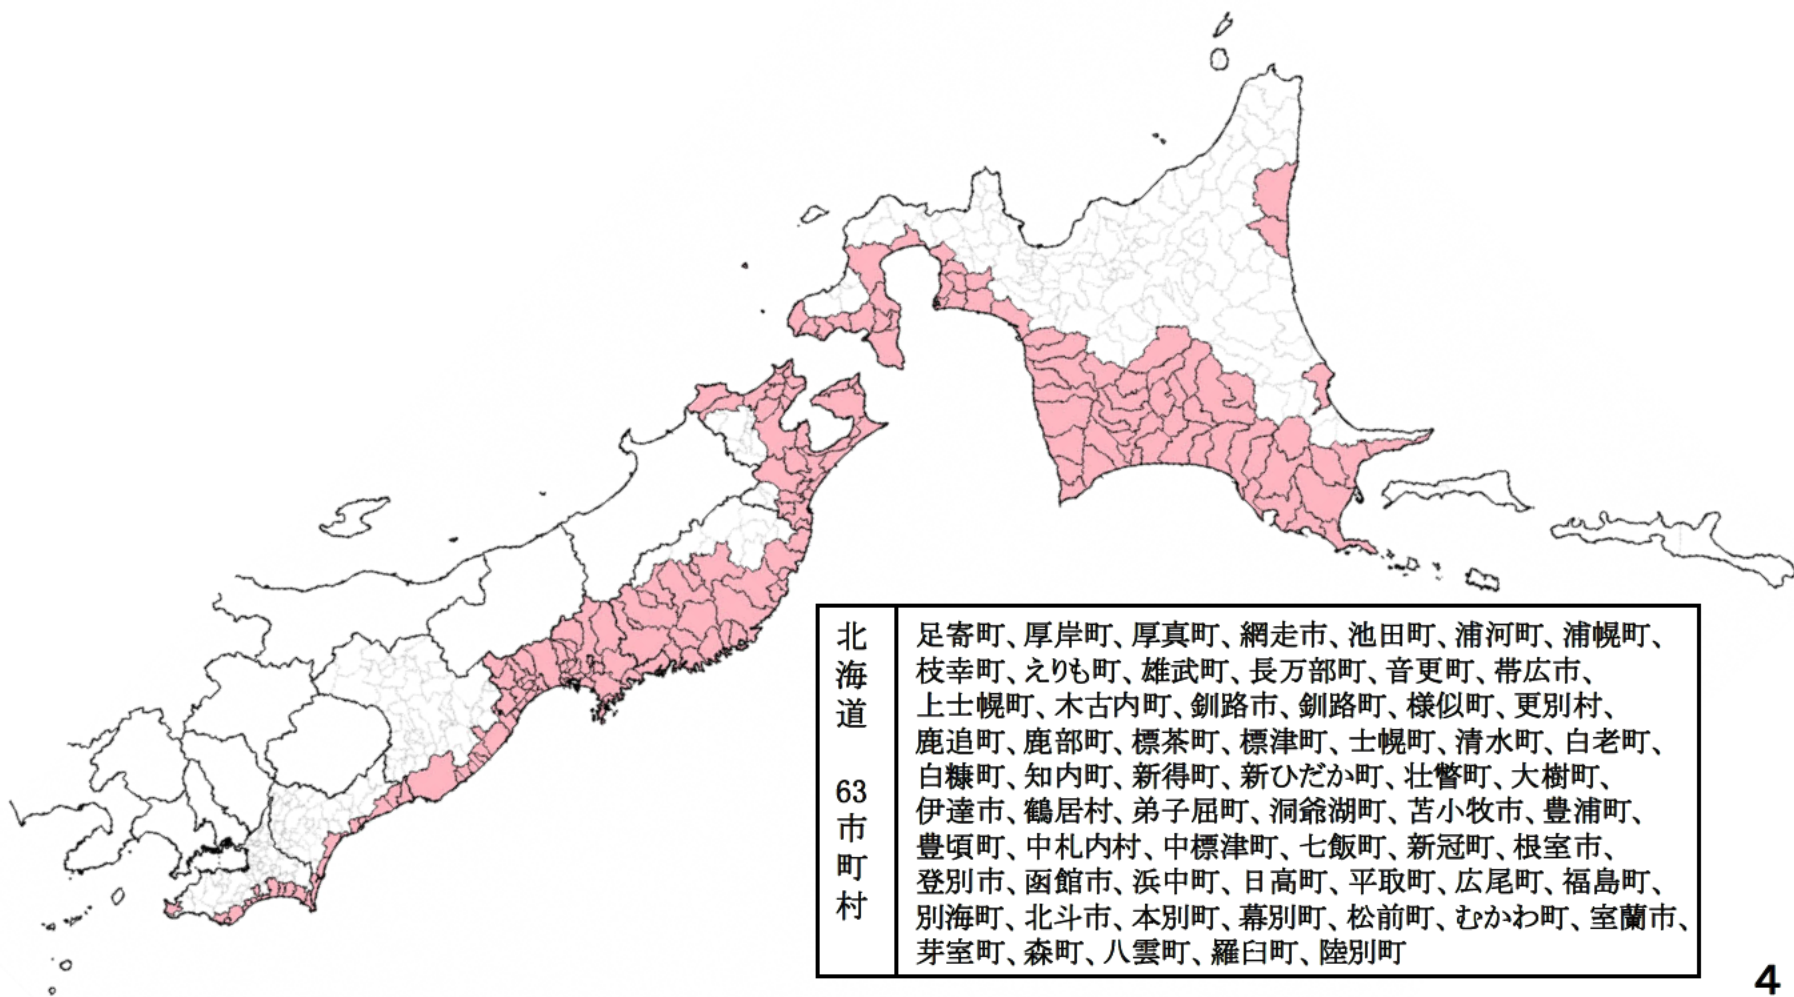 北海道 63市町村
足寄町、厚岸町、厚真町、網走市、池田町、浦河町、浦幌町、
枝幸町、えりも町、雄武町、長万部町、音更町、帯広市、
上士幌町、木古内町、釧路市、釧路町、様似町、更別村、
鹿追町、鹿部町、標茶町、標津町、士幌町、清水町、白老町、
白糠町、知内町、新得町、新ひだか町、壮瞥町、大樹町、
伊達市、鶴居村、弟子屈町、洞爺湖町、苫小牧市、豊浦町、
豊頃町、中札内村、中標津町、七飯町、新冠町、根室市、
登別市、函館市、浜中町、日高町、平取町、広尾町、福島町、
別海町、北斗市、本別町、幕別町、松前町、むかわ町、室蘭市、
芽室町、森町、八雲町、羅臼町、陸別町
4